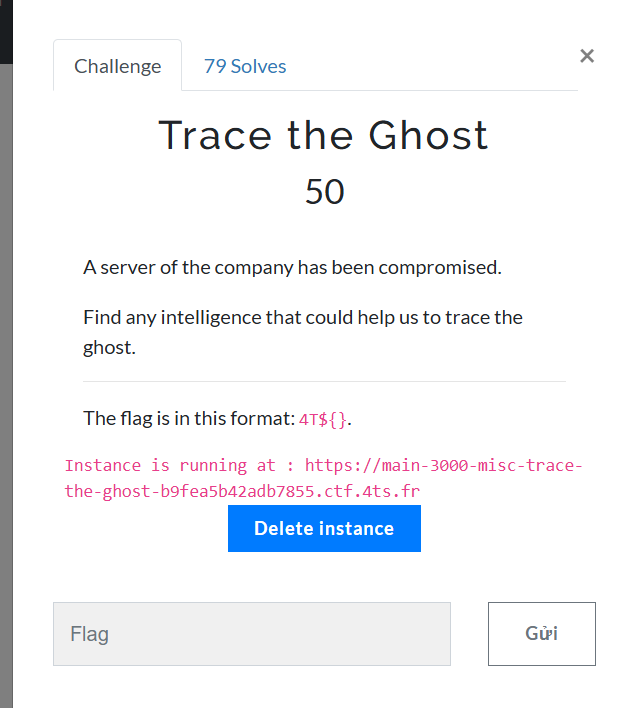 Challenge
79 Solves
×
Trace the Ghost
50
A server of the company has been compromised.
Find any intelligence that could help us to trace the
ghost.
The flag is in this format: 4T${}.
Instance is running at : https://main-3000-misc-trace-
the-ghost-b9fea5b42adb7855.ctf.4ts.fr
Delete instance
Flag
Gửi